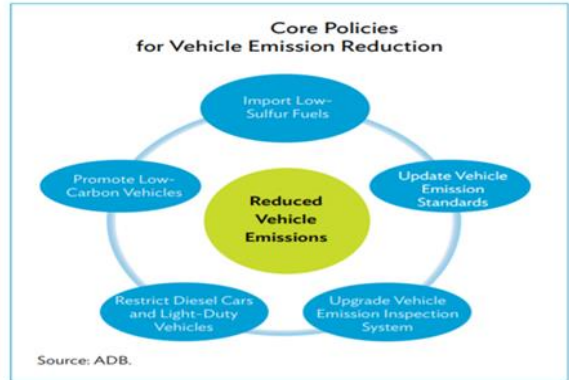 Core Policies
for Vehicle Emission Reduction
Import Low-
Sulfur Fuels
Promote Low-
Carbon Vehicles
Update Vehicle
Emission
Standards
Reduced
Vehicle
Emissions
Restrict Diesel Cars
and Light-Duty
Vehicles
Upgrade Vehicle
Emission Inspection
System
Source: ADB.